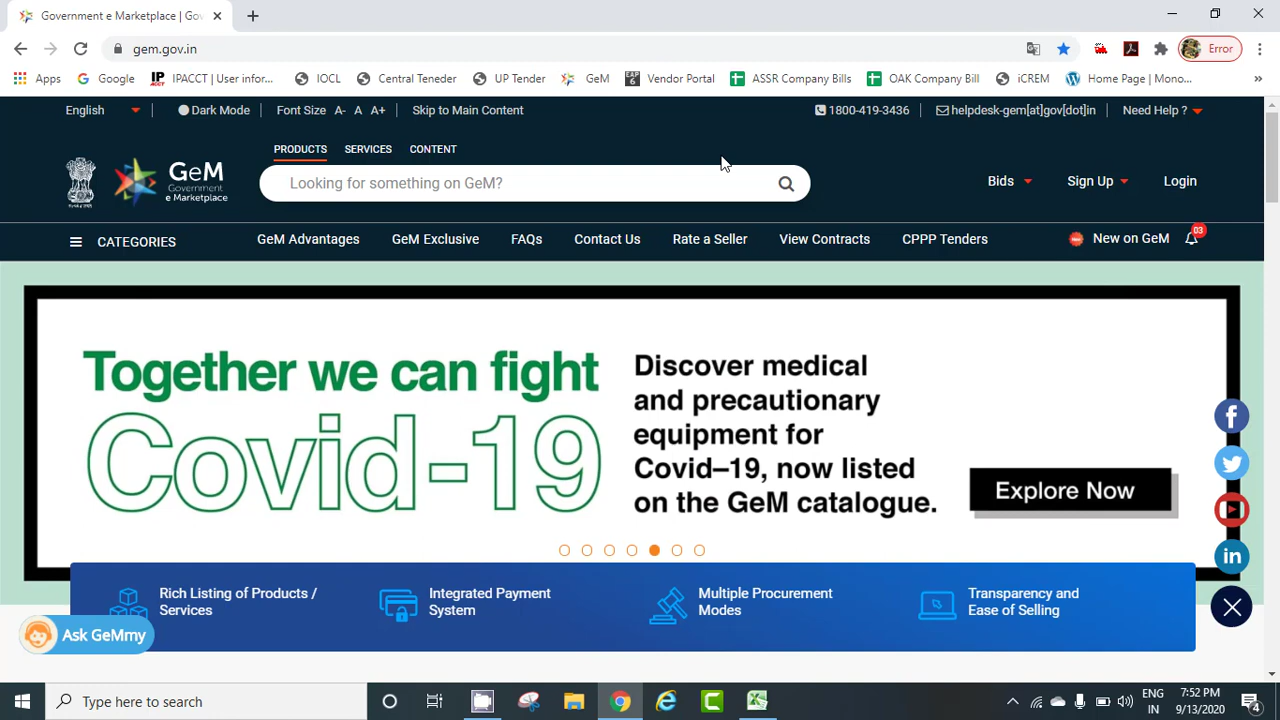 Government e Marketplace | Gov
gem.gov.in
Error
Apps
Google
IPACCT | User infor...
IOCL
Central Teneder
UP Tender
GeM
EAP 6 Vendor Portal
ASSR Company Bills
OAK Company Bill
iCREM
Home Page | Mono...
»
English
Dark Mode
Font Size A- A A+
Skip to Main Content
1800-419-3436
helpdesk-gem[at]gov[dot]in
Need Help ?
PRODUCTS SERVICES CONTENT
GeM
Government
e Marketplace
Looking for something on GeM?
Bids
Sign Up
Login
CATEGORIES
GeM Advantages
GeM Exclusive
FAQs
Contact Us
Rate a Seller
View Contracts
CPPP Tenders
New on GeM
03
Together we can fight
Covid-19
Discover medical
and precautionary
equipment for
Covid–19, now listed
on the GeM catalogue.
Explore Now
Rich Listing of Products /
Services
Integrated Payment
System
Multiple Procurement
Modes
Transparency and
Ease of Selling
Ask GeMmy
Type here to search
ENG
IN
7:52 PM
9/13/2020
4